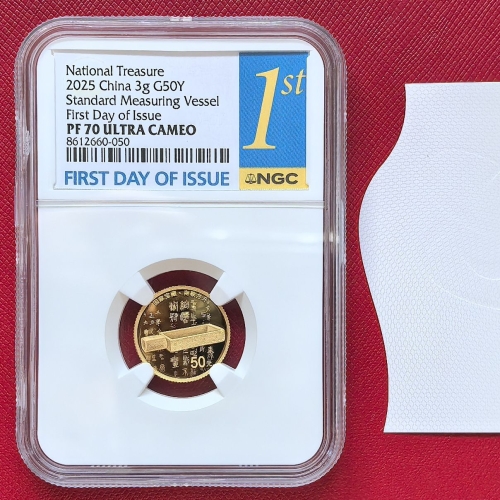 National Treasure
2025 China 3g G50Y
Standard Measuring Vessel
First Day of Issue
PF 70 ULTRA CAMEO
8612660-050
FIRST DAY OF ISSUE
1st
NGC
50